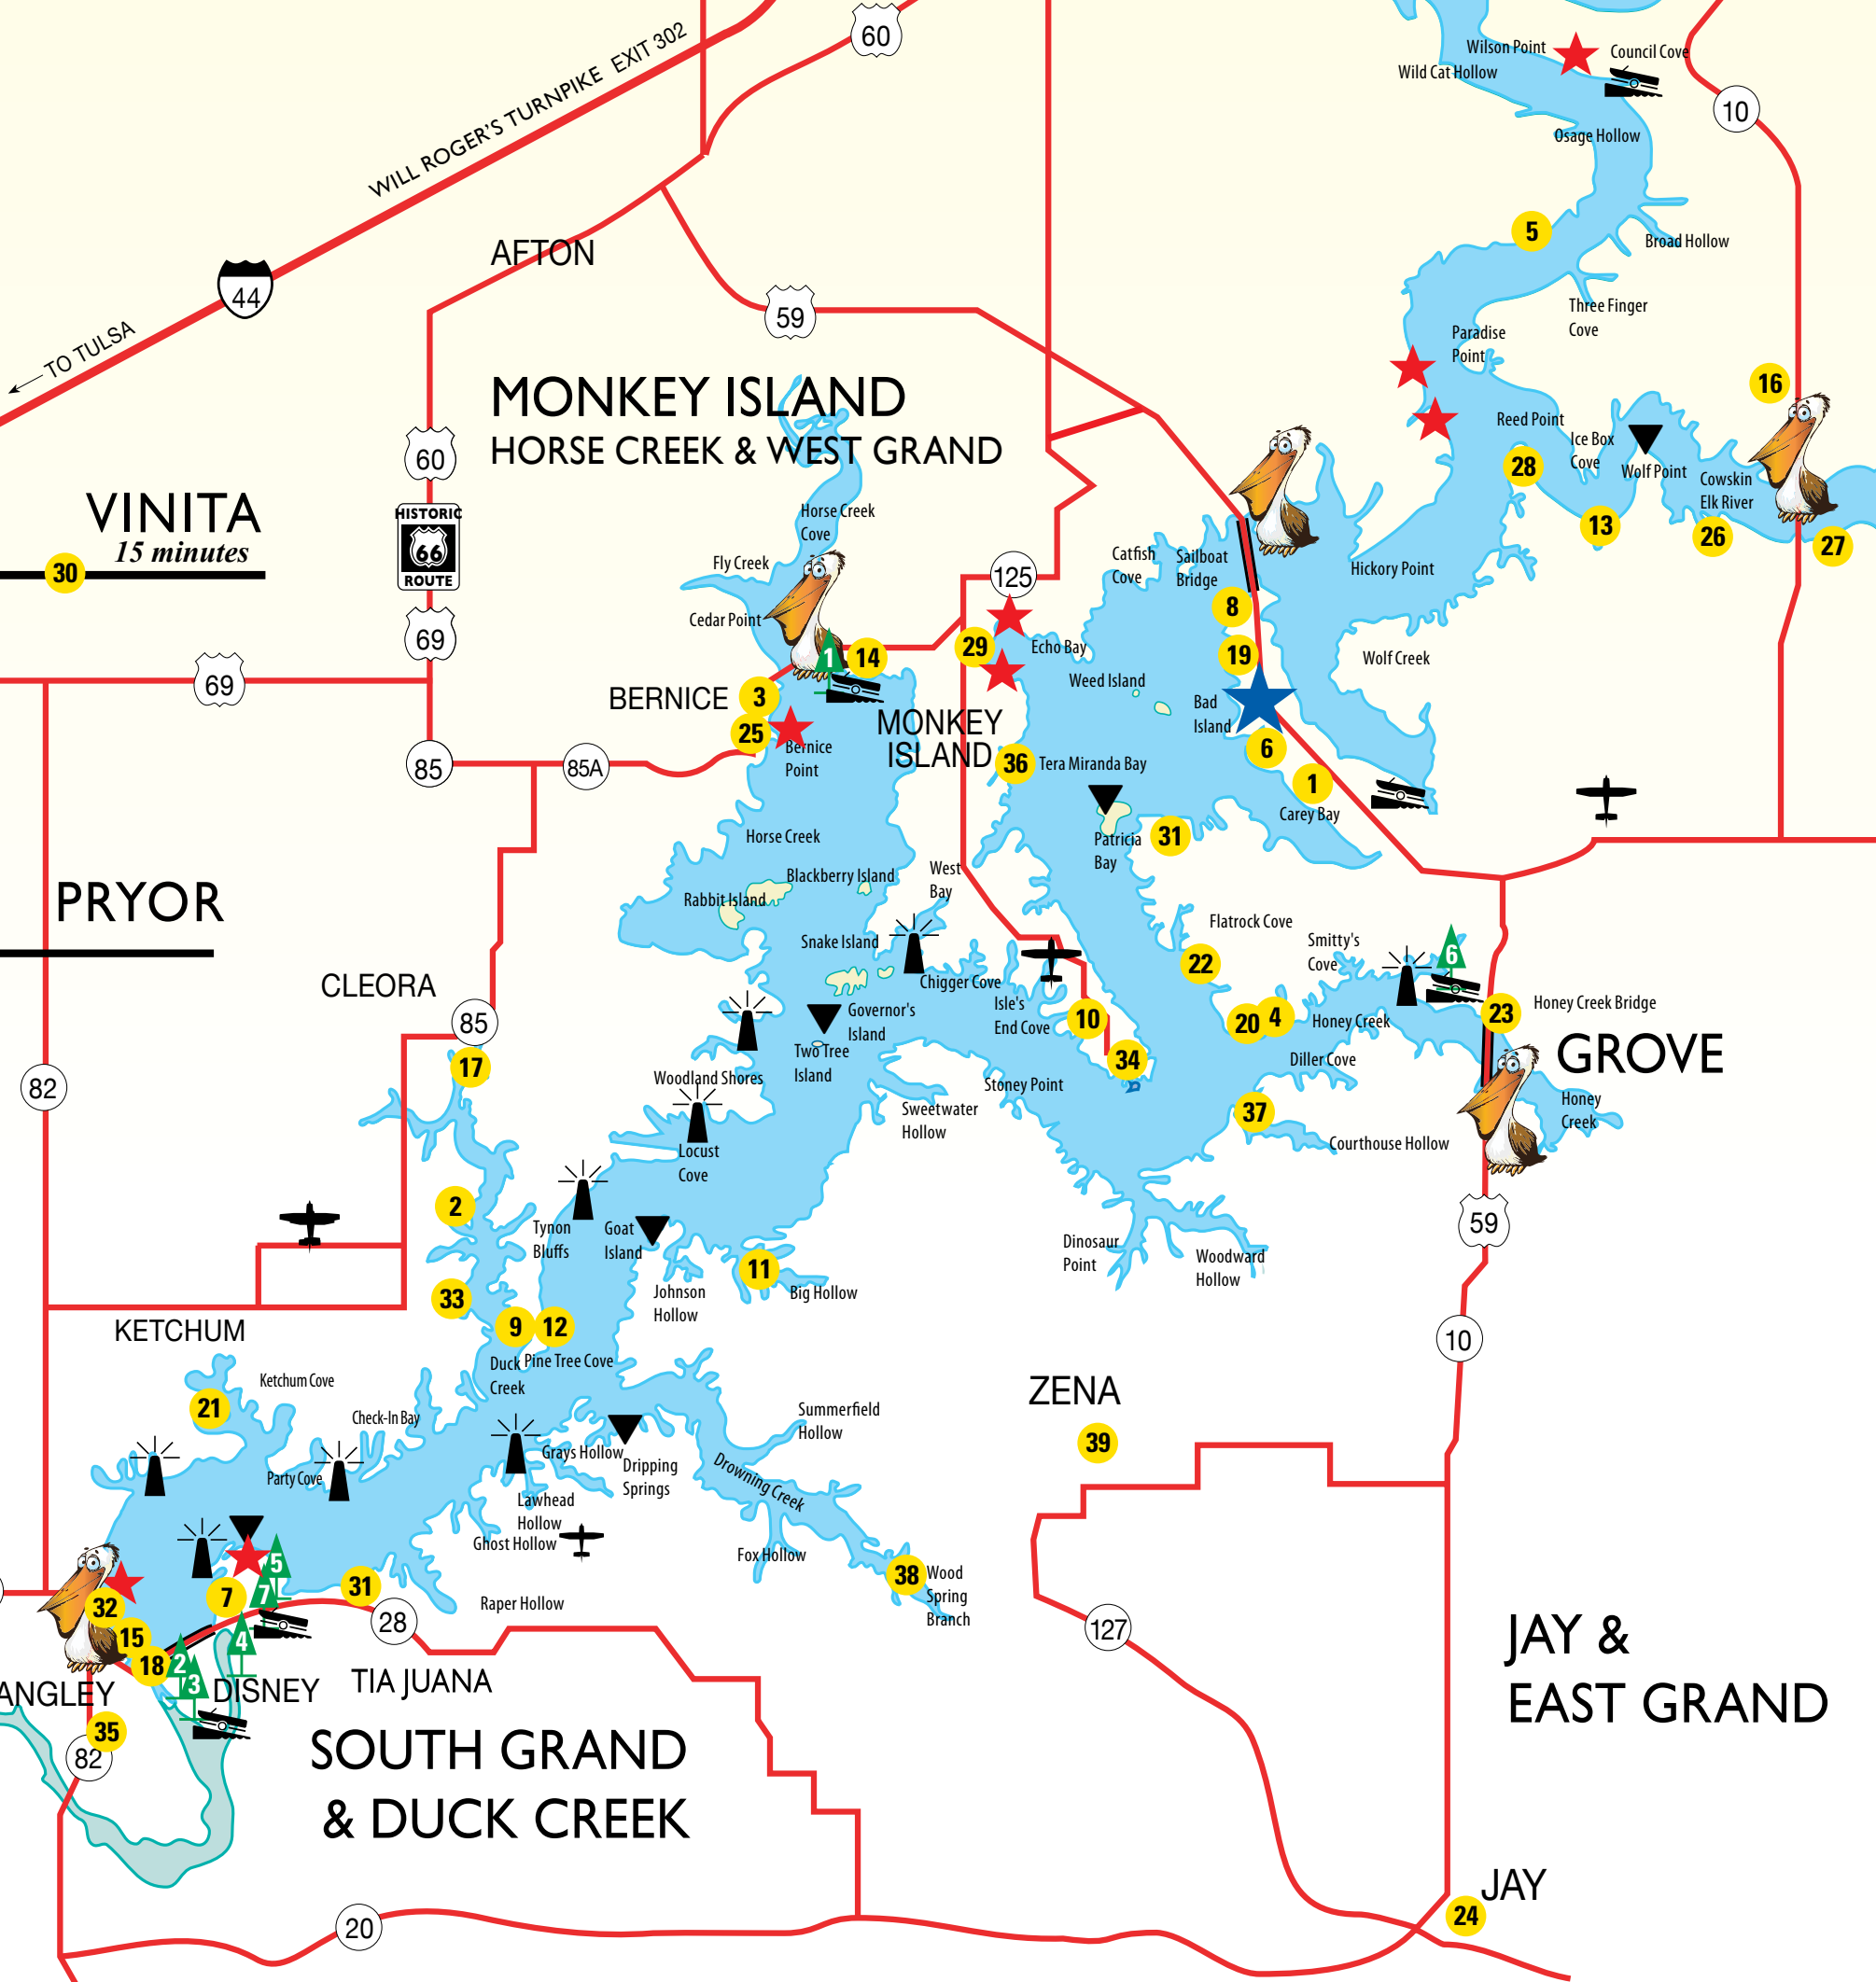 60
WILL ROGER'S TURNPIKE EXIT 302
Wilson Point
Council Cove
Wild Cat Hollow
10
Osage Hollow
5
Broad Hollow
AFTON
44
59
Three Finger
Cove
TO TULSA
Paradise
Point
MONKEY ISLAND
HORSE CREEK & WEST GRAND
16
Reed Point
Ice Box
Cove
Wolf Point
28
Cowskin
Elk River
60
VINITA
15 minutes
30
HISTORIC
66
ROUTE
Horse Creek
Cove
13
26
27
Fly Creek
Catfish
Cove
Sailboat
Bridge
Hickory Point
125
8
Cedar Point
69
1
14
29
Echo Bay
19
Wolf Creek
69
BERNICE
3
Weed Island
Bad
Island
25
Bernice
Point
MONKEY
ISLAND
6
36
Tera Miranda Bay
85
85A
1
Carey Bay
Horse Creek
Patricia
Bay
31
Blackberry Island
West
Bay
PRYOR
Rabbit Island
Flatrock Cove
Snake Island
Smitty's
Cove
6
22
CLEORA
Chigger Cove
85
Governor's
Island
Isle's
End Cove
10
20
4
Honey Creek
23
Honey Creek Bridge
GROVE
17
Two Tree
Island
34
Diller Cove
82
Woodland Shores
Stoney Point
Sweetwater
Hollow
37
Honey
Creek
Locust
Cove
Courthouse Hollow
2
Tynon
Bluffs
Goat
Island
59
Dinosaur
Point
Woodward
Hollow
11
Big Hollow
33
Johnson
Hollow
KETCHUM
9
12
10
Duck
Creek
Pine Tree Cove
Ketchum Cove
ZENA
21
Check-In Bay
Summerfield
Hollow
39
Grays Hollow
Dripping
Springs
Party Cove
Drowning Creek
Lawhead
Hollow
Ghost Hollow
Fox Hollow
5
38
Wood
Spring
Branch
7
7
31
32
Raper Hollow
28
127
15
4
18
2
3
JAY &
EAST GRAND
ANGLEY
DISNEY
TIA JUANA
35
82
SOUTH GRAND
& DUCK CREEK
JAY
24
20
69